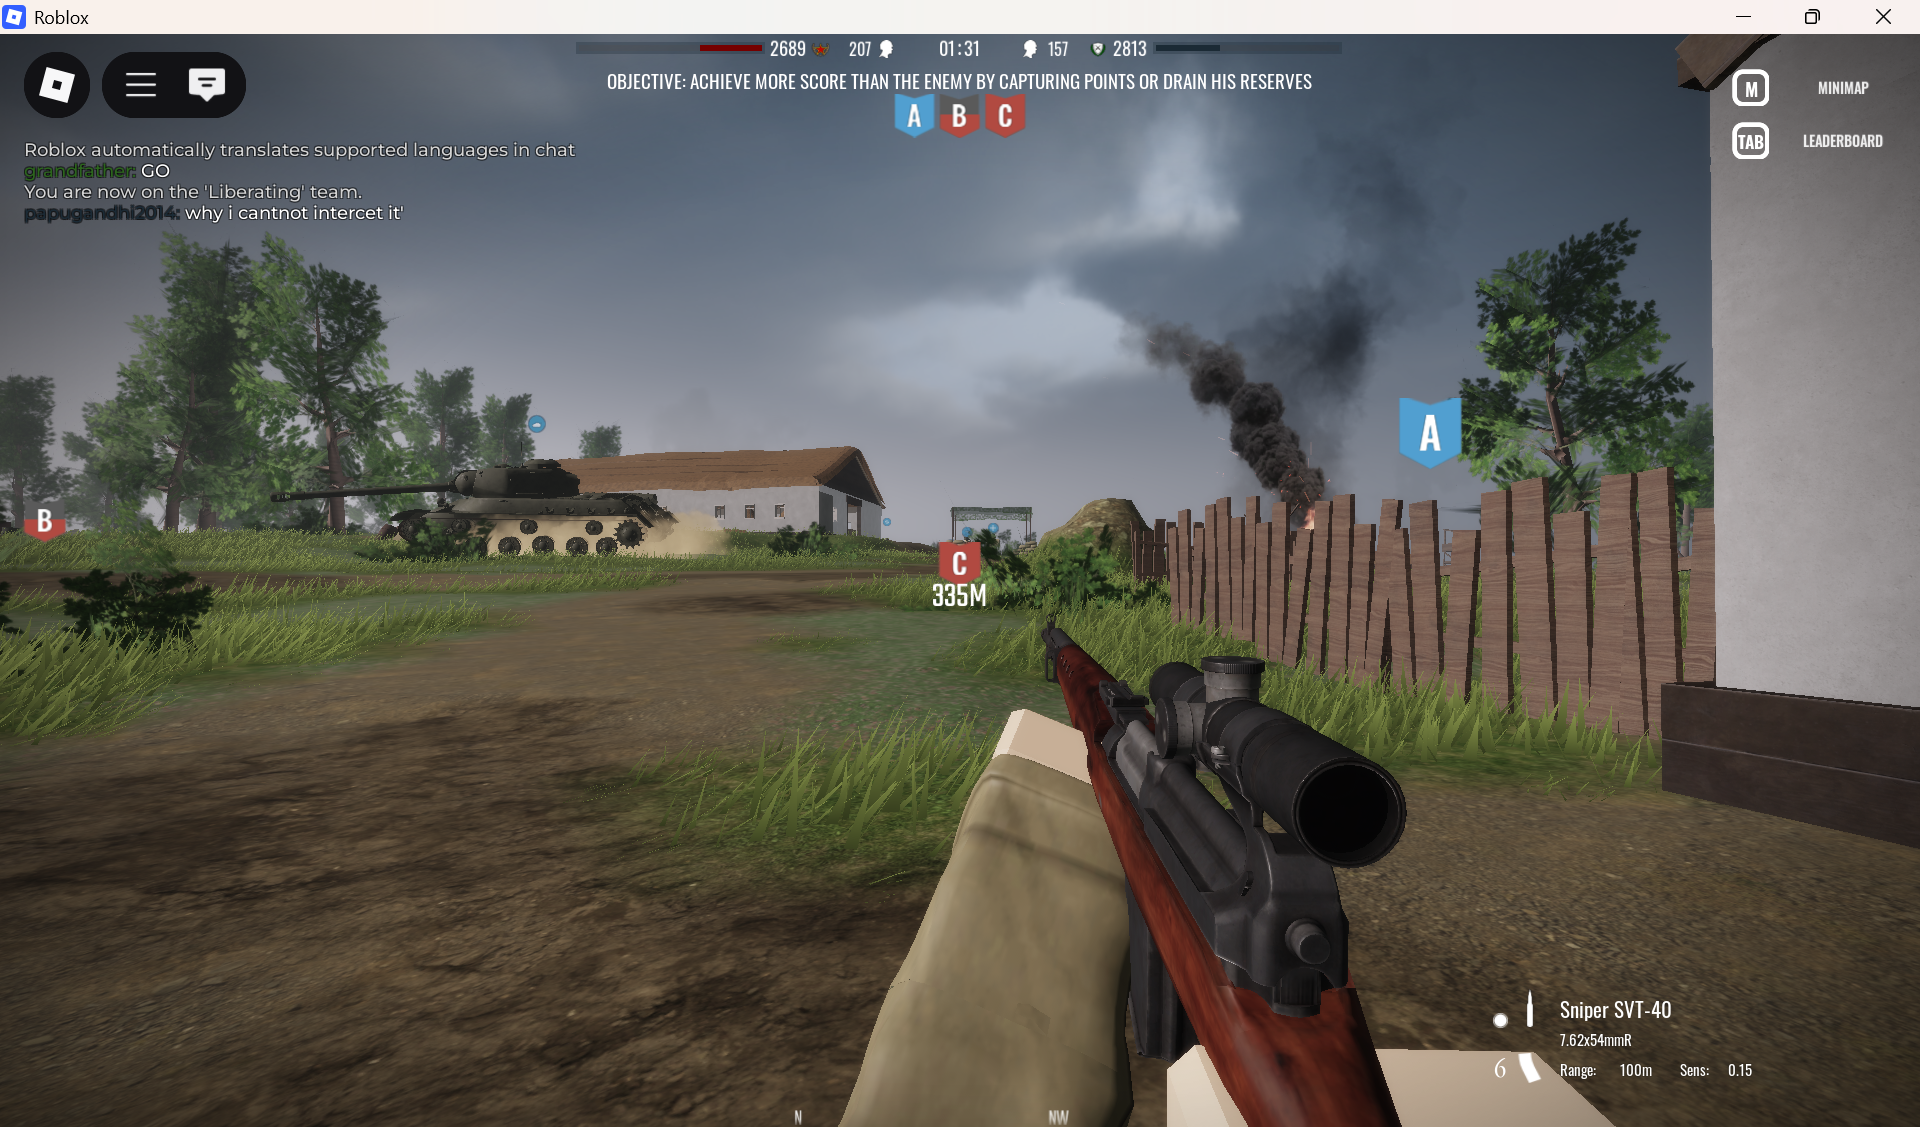 Roblox
2689 207 01:31 157 2813
OBJECTIVE: ACHIEVE MORE SCORE THAN THE ENEMY BY CAPTURING POINTS OR DRAIN HIS RESERVES
A B C
M MINIMAP
TAB LEADERBOARD
Roblox automatically translates supported languages in chat
grandfather: GO
You are now on the 'Liberating' team.
papugandhi2014: why i cantnot intercet it'
A
B
C
335M
Sniper SVT-40
7.62x54mmR
6 Range: 100m Sens: 0.15
N NW